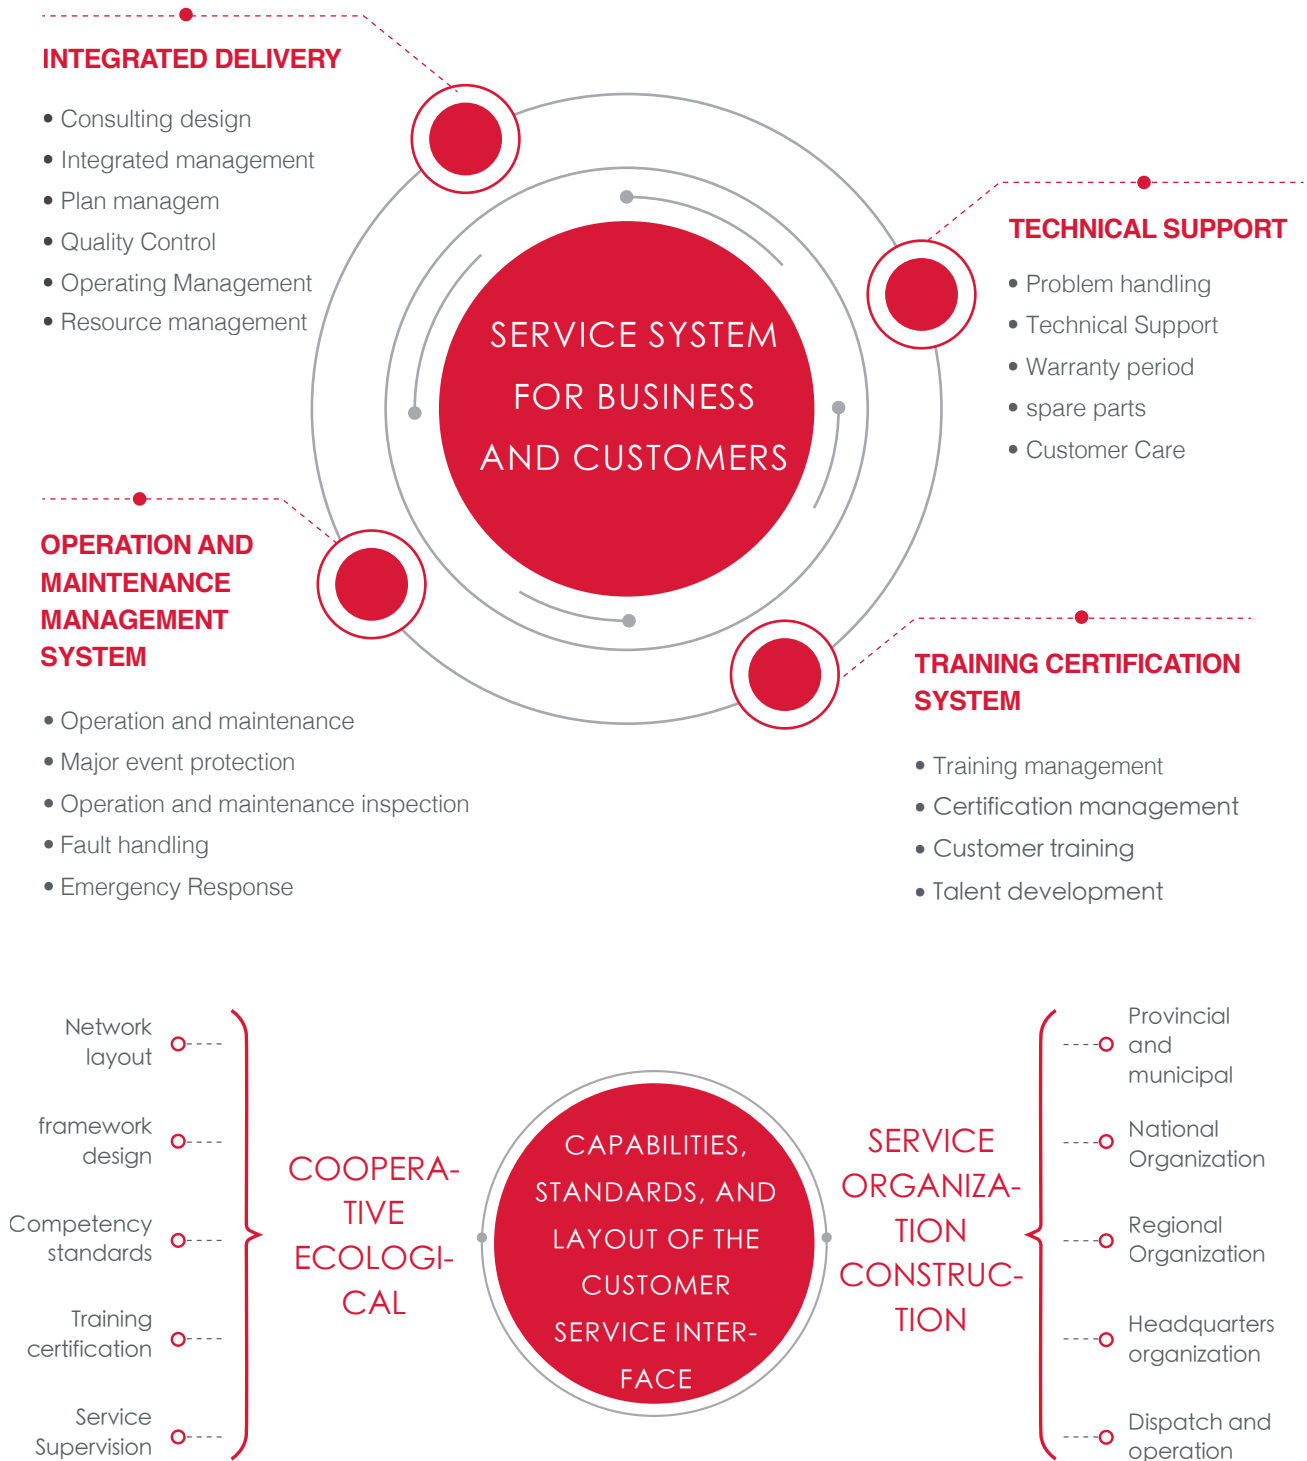 INTEGRATED DELIVERY
• Consulting design
• Integrated management
• Plan managem
• Quality Control
• Operating Management
• Resource management
TECHNICAL SUPPORT
• Problem handling
• Technical Support
• Warranty period
• spare parts
• Customer Care
SERVICE SYSTEM
FOR BUSINESS
AND CUSTOMERS
OPERATION AND
MAINTENANCE
MANAGEMENT
SYSTEM
• Operation and maintenance
• Major event protection
• Operation and maintenance inspection
• Fault handling
• Emergency Response
TRAINING CERTIFICATION
SYSTEM
• Training management
• Certification management
• Customer training
• Talent development
Network
layout
framework
design
Competency
standards
Training
certification
Service
Supervision
COOPERA-
TIVE
ECOLOGI-
CAL
CAPABILITIES,
STANDARDS, AND
LAYOUT OF THE
CUSTOMER
SERVICE INTER-
FACE
SERVICE
ORGANIZA-
TION
CONSTRUC-
TION
Provincial
and
municipal
National
Organization
Regional
Organization
Headquarters
organization
Dispatch and
operation